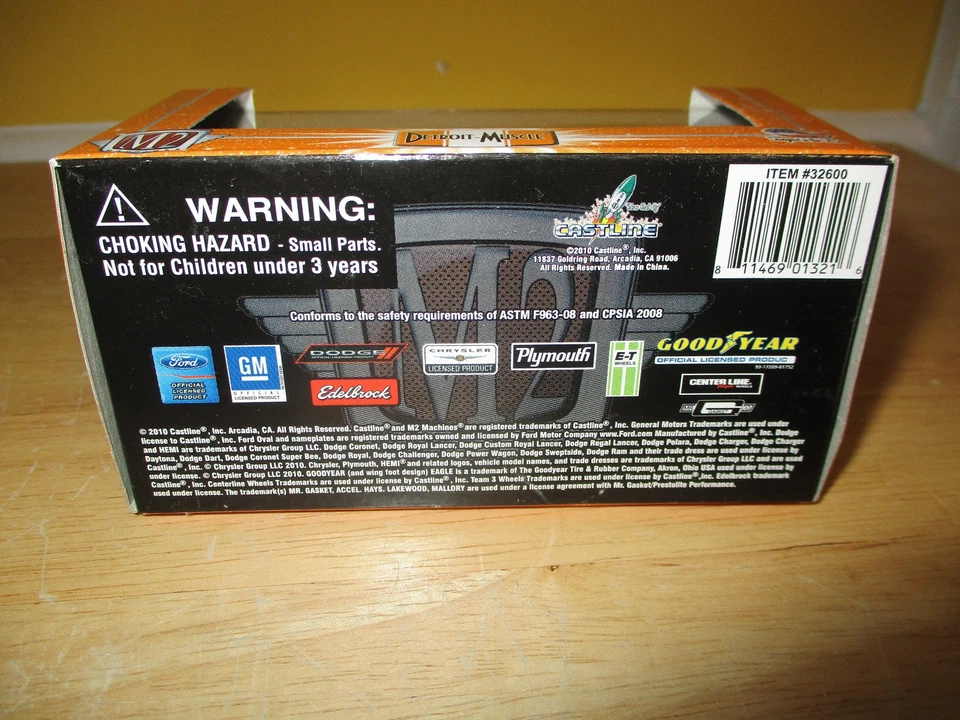 M2
DETROIT-MUSCLE
WARNING:
CHOKING HAZARD - Small Parts.
Not for Children under 3 years
CASTLINE
©2010 Castline®, Inc.
11837 Goldring Road, Arcadia, CA 91006
All Rights Reserved. Made in China.
ITEM #32600
8 11469 01321 6
M2
Conforms to the safety requirements of ASTM F963-08 and CPSIA 2008
Ford
OFFICIAL
LICENSED
PRODUCT
GM
OFFICIAL
LICENSED PRODUCT
DODGE
OFFICIAL LICENSED PRODUCT
Edelbrock
CHRYSLER
LICENSED PRODUCT
Plymouth
E-T
WHEELS
GOODYEAR
OFFICIAL LICENSED PRODUC
CENTER LINE
WHEELS
GASKET
© 2010 Castline®, Inc. Arcadia, CA. All Rights Reserved. Castline® and M2 Machines® are registered trademarks of Castline®, Inc. General Motors Trademarks are used under
license to Castline®, Inc. Ford Oval and nameplates are registered trademarks owned and licensed by Ford Motor Company www.Ford.com Manufactured by Castline®, Inc. Dodge
and HEMI are trademarks of Chrysler Group LLC. Dodge Coronet, Dodge Royal Lancer, Dodge Custom Royal Lancer, Dodge Regal Lancer, Dodge Polara, Dodge Charger, Dodge Charger
Daytona, Dodge Dart, Dodge Coronet Super Bee, Dodge Royal, Dodge Challenger, Dodge Power Wagon, Dodge Sweptside, Dodge Ram and their trade dress are used under license by
Castline®, Inc. © Chrysler Group LLC 2010. Chrysler, Plymouth, HEMI® and related logos, vehicle model names, and trade dresses are trademarks of Chrysler Group LLC and are used
under license. © Chrysler Group LLC 2010. GOODYEAR (and wing foot design) EAGLE is a trademark of The Goodyear Tire & Rubber Company, Akron, Ohio USA used under license by
Castline®, Inc. Centerline Wheels Trademarks are used under license by Castline®, Inc. Team 3 Wheels Trademarks are used under license by Castline®, Inc. Edelbrock trademark
used under license. The trademark(s) MR. GASKET, ACCEL. HAYS. LAKEWOOD, MALLORY are used under a license agreement with Mr. Gasket/Prestolite Performance.